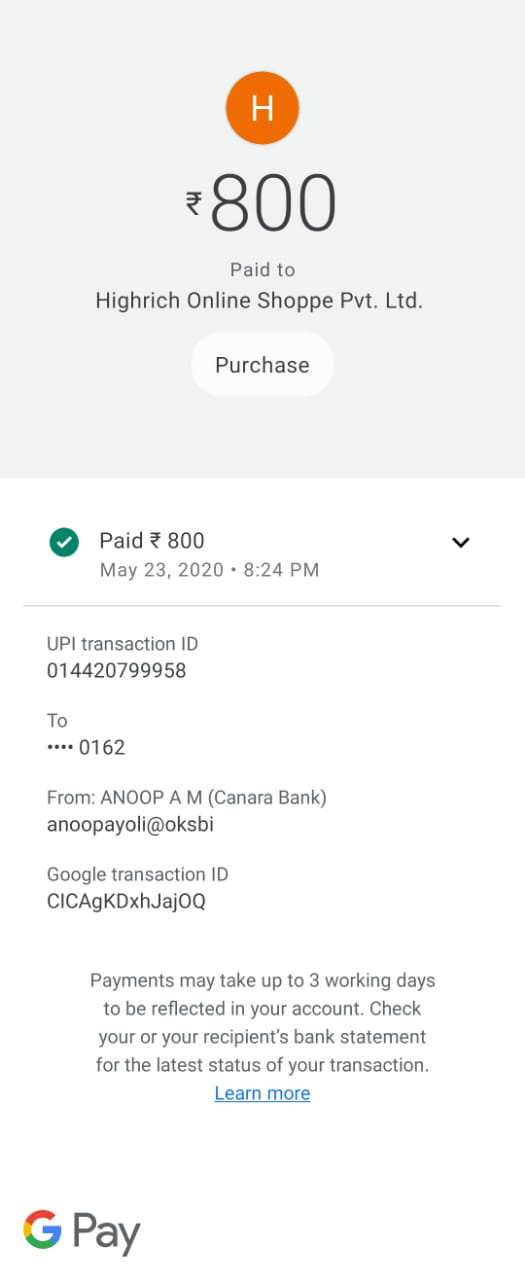 H
₹800
Paid to
Highrich Online Shoppe Pvt. Ltd.
Purchase
Paid ₹ 800
May 23, 2020 • 8:24 PM
UPI transaction ID
014420799958
To
•••• 0162
From: ANOOP A M (Canara Bank)
anoopayoli@oksbi
Google transaction ID
CICAgKDxhJajOQ
Payments may take up to 3 working days
to be reflected in your account. Check
your or your recipient's bank statement
for the latest status of your transaction.
Learn more
G Pay